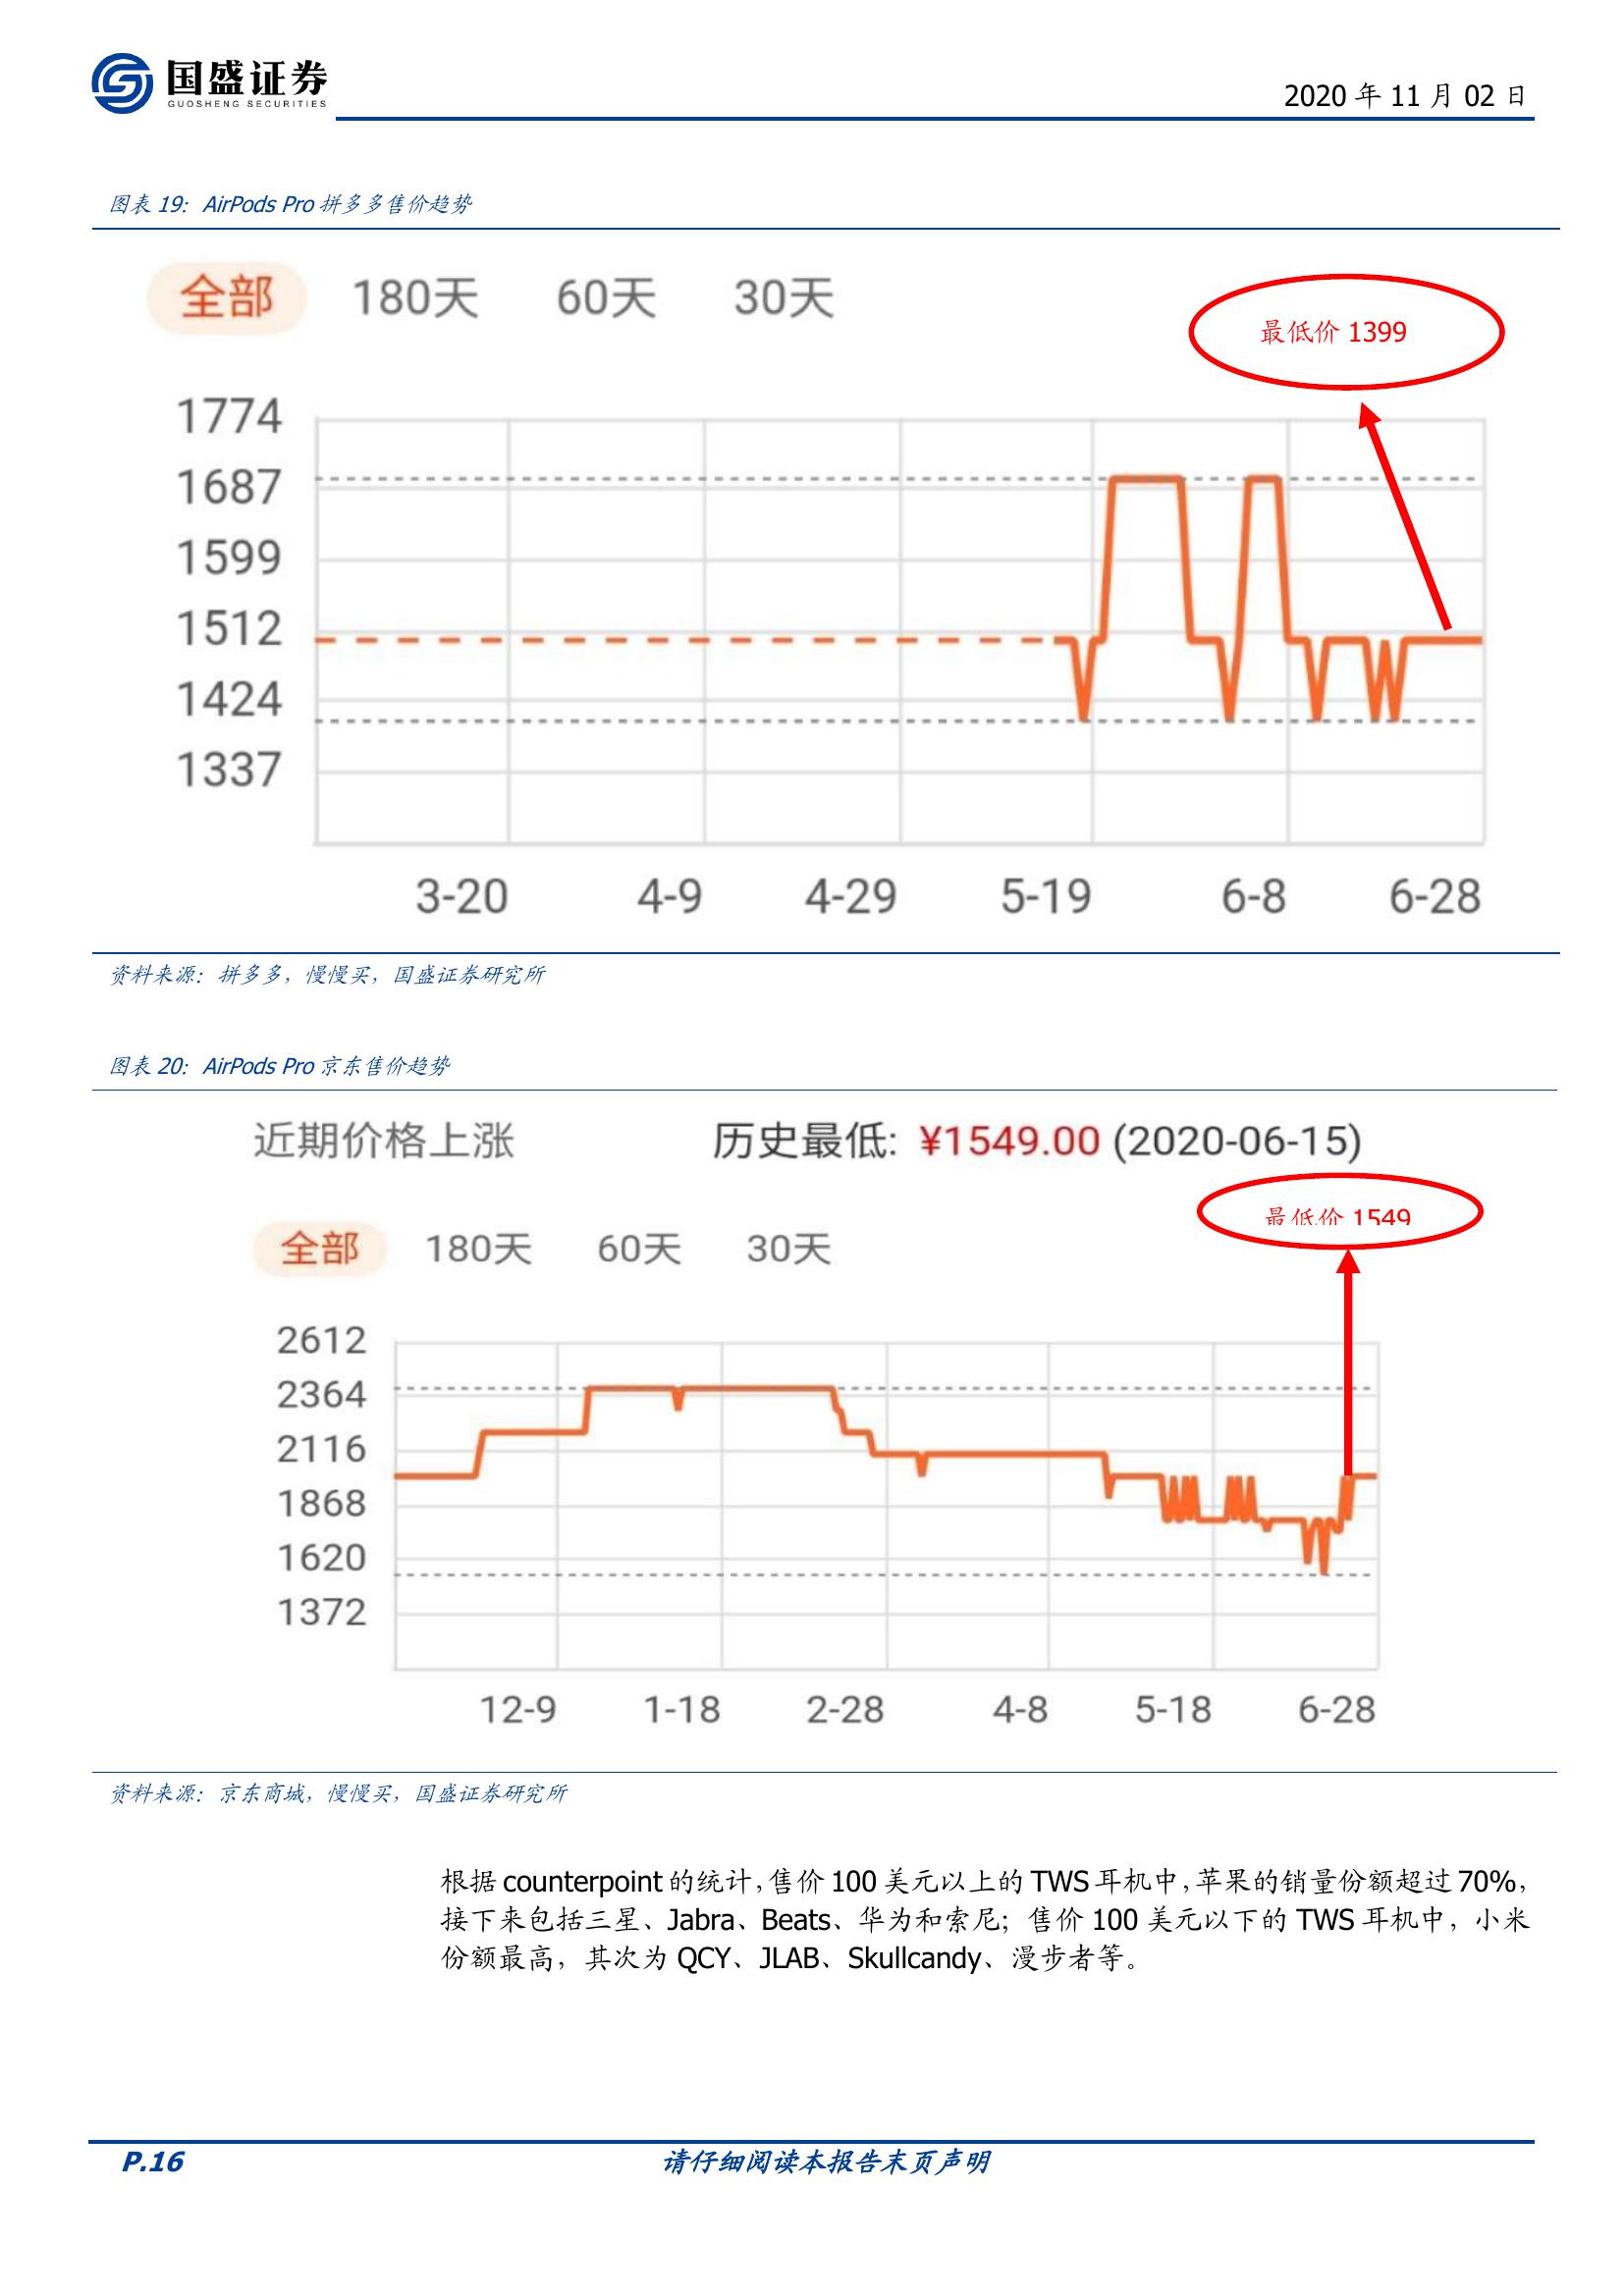 国盛证券
GUOSHENG SECURITIES
2020 年 11 月 02 日
图表 19：AirPods Pro 拼多多售价趋势
全部 180天 60天 30天
最低价 1399
1774
1687
1599
1512
1424
1337
3-20 4-9 4-29 5-19 6-8 6-28
资料来源：拼多多，慢慢买，国盛证券研究所
图表 20：AirPods Pro 京东售价趋势
近期价格上涨 历史最低: ¥1549.00 (2020-06-15)
最低价 1549
全部 180天 60天 30天
2612
2364
2116
1868
1620
1372
12-9 1-18 2-28 4-8 5-18 6-28
资料来源：京东商城，慢慢买，国盛证券研究所
根据 counterpoint 的统计，售价 100 美元以上的 TWS 耳机中，苹果的销量份额超过 70%，
接下来包括三星、Jabra、Beats、华为和索尼；售价 100 美元以下的 TWS 耳机中，小米
份额最高，其次为 QCY、JLAB、Skullcandy、漫步者等。
P.16 请仔细阅读本报告末页声明